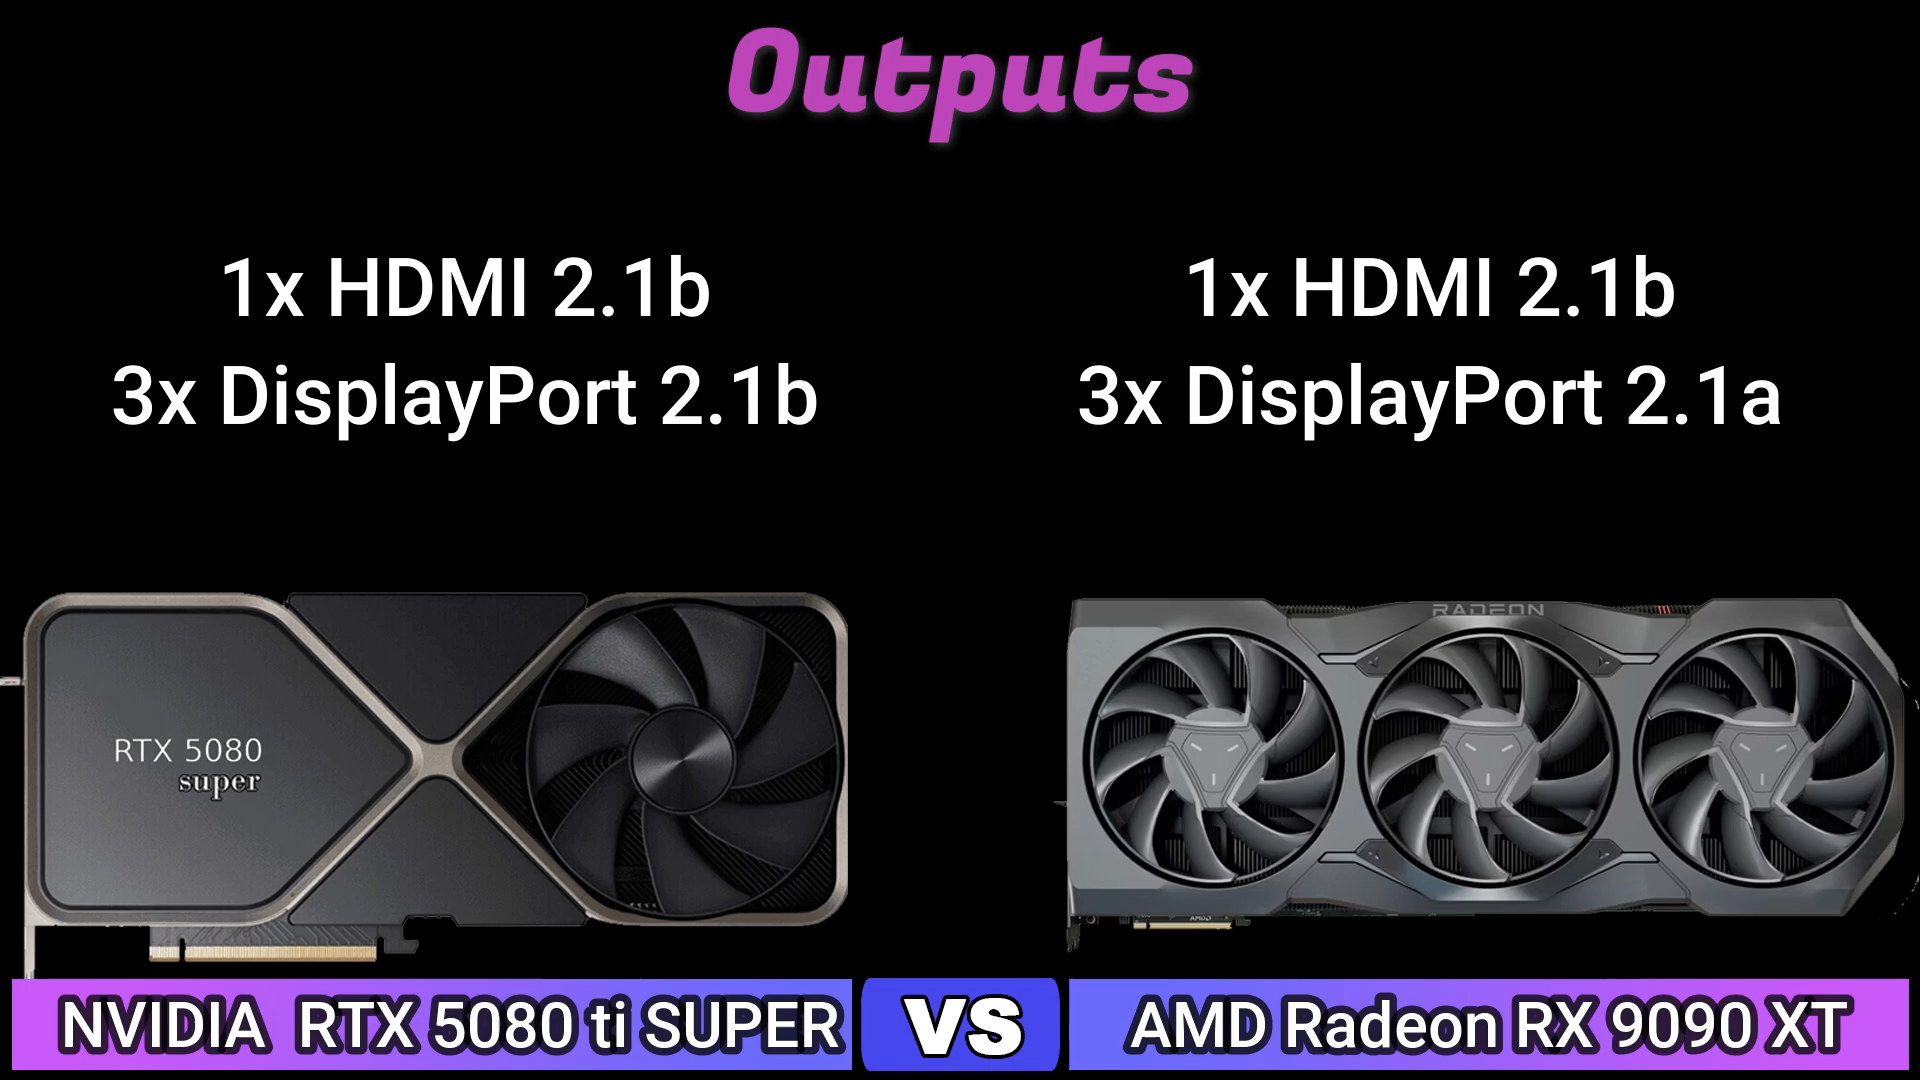 Outputs
1x HDMI 2.1b
3x DisplayPort 2.1b
1x HDMI 2.1b
3x DisplayPort 2.1a
RTX 5080
super
RADEON
AMD
NVIDIA RTX 5080 ti SUPER
VS
AMD Radeon RX 9090 XT